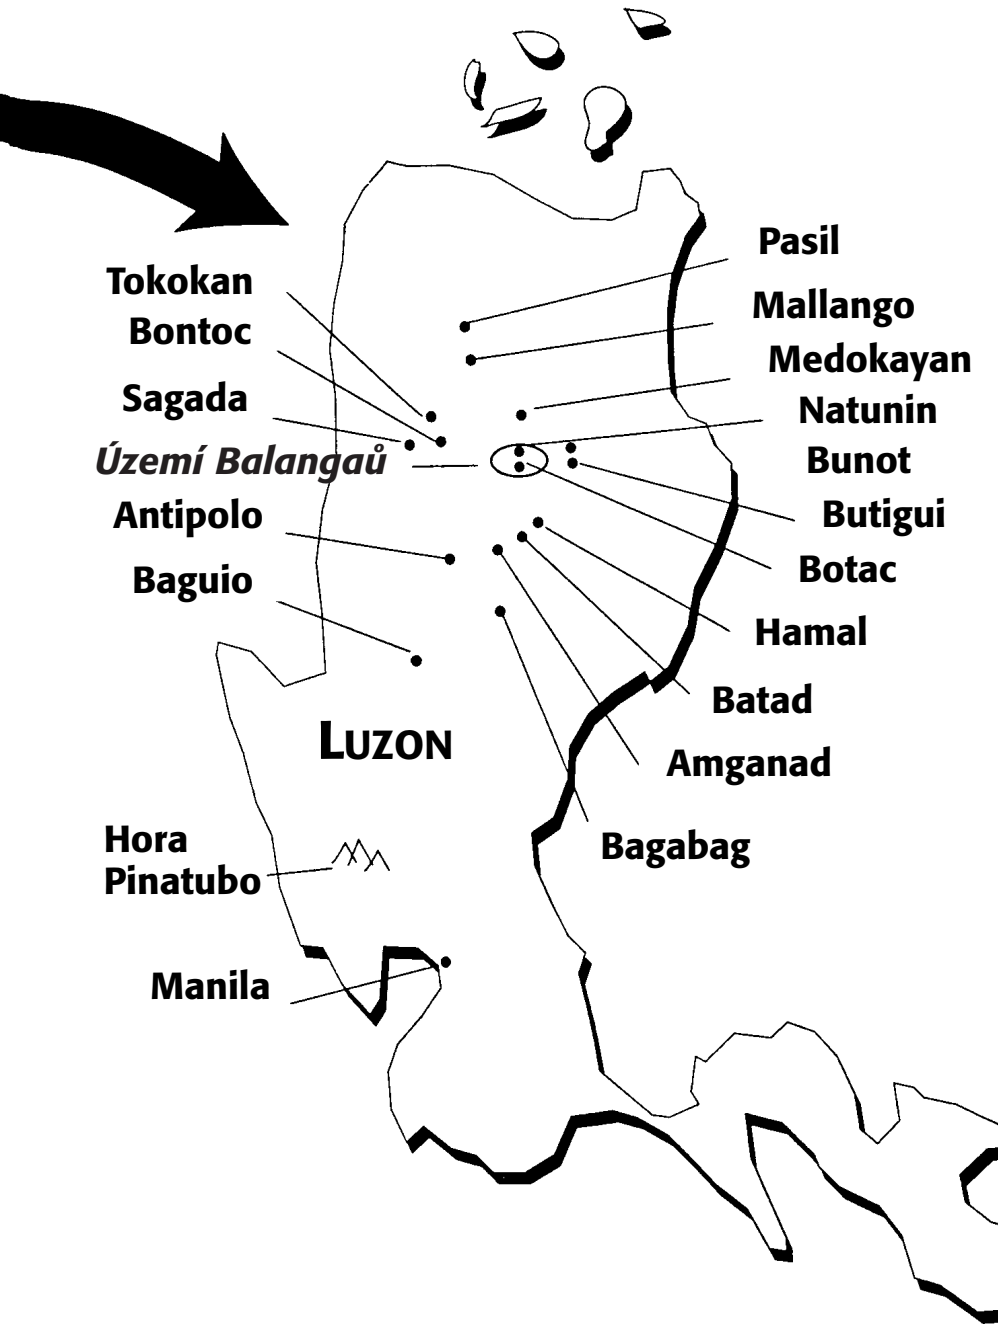 Tokokan
Bontoc
Sagada
Území Balangaů
Antipolo
Baguio
Pasil
Mallango
Medokayan
Natunin
Bunot
Butigui
Botac
Hamal
Batad
Amganad
Bagabag
LUZON
Hora
Pinatubo
Manila